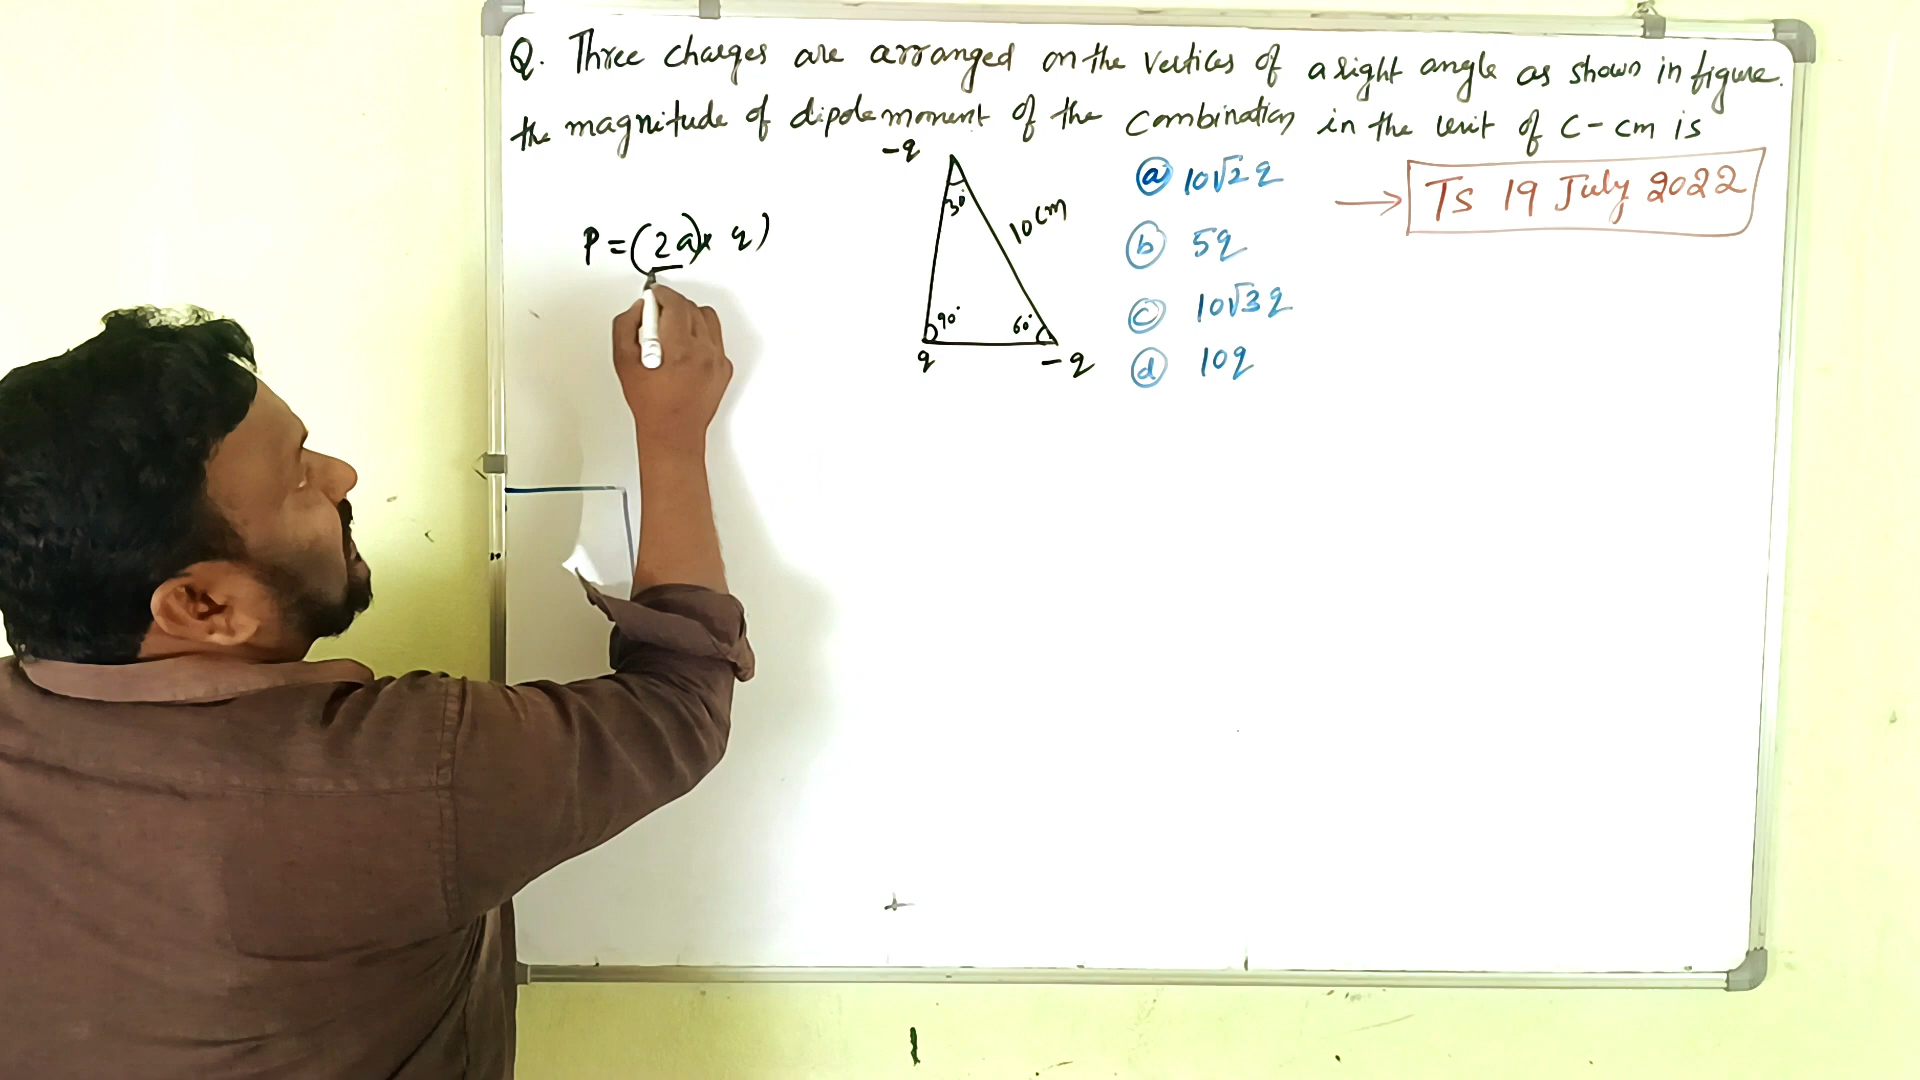 Q. Three charges are arranged on the vertices of a right angle as shown in figure.
the magnitude of dipole moment of the combination in the unit of C-cm is
-q
30°
10cm
90°
60°
q
-q
P=(2a)× q)
ⓐ 10√2 q
ⓑ 5q
ⓒ 10√3 q
ⓓ 10q
→ TS 19 July 2022